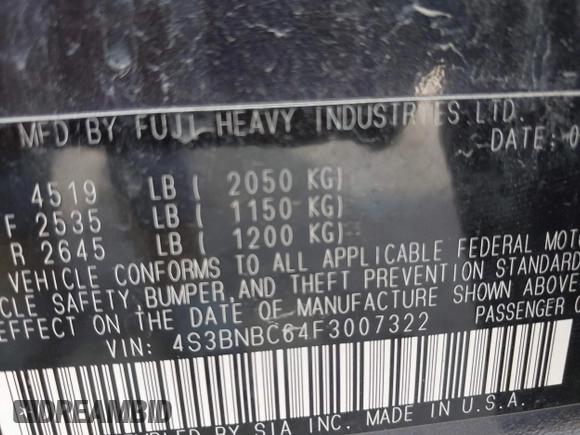 MFD BY FUJI HEAVY INDUSTRIES LTD.
DATE: 0
4519 LB ( 2050 KG)
F 2535 LB ( 1150 KG)
R 2645 LB ( 1200 KG)
VEHICLE CONFORMS TO ALL APPLICABLE FEDERAL MOT
CLE SAFETY, BUMPER, AND THEFT PREVENTION STANDARD
EFFECT ON THE DATE OF MANUFACTURE SHOWN ABOVE
VIN: 4S3BNBC64F3007322 PASSENGER C
BLED BY SIA INC. MADE IN U.S.A.
DREAMBID